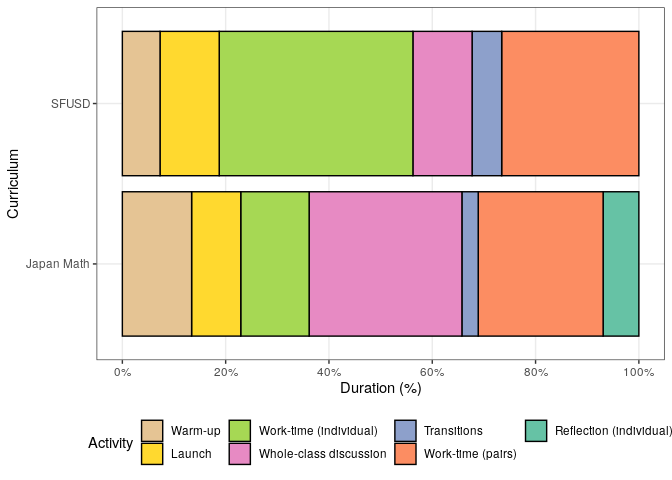 Curriculum
SFUSD
Japan Math
0% 20% 40% 60% 80% 100%
Duration (%)
Activity
Warm-up Work-time (individual) Transitions Reflection (individual)
Launch Whole-class discussion Work-time (pairs)